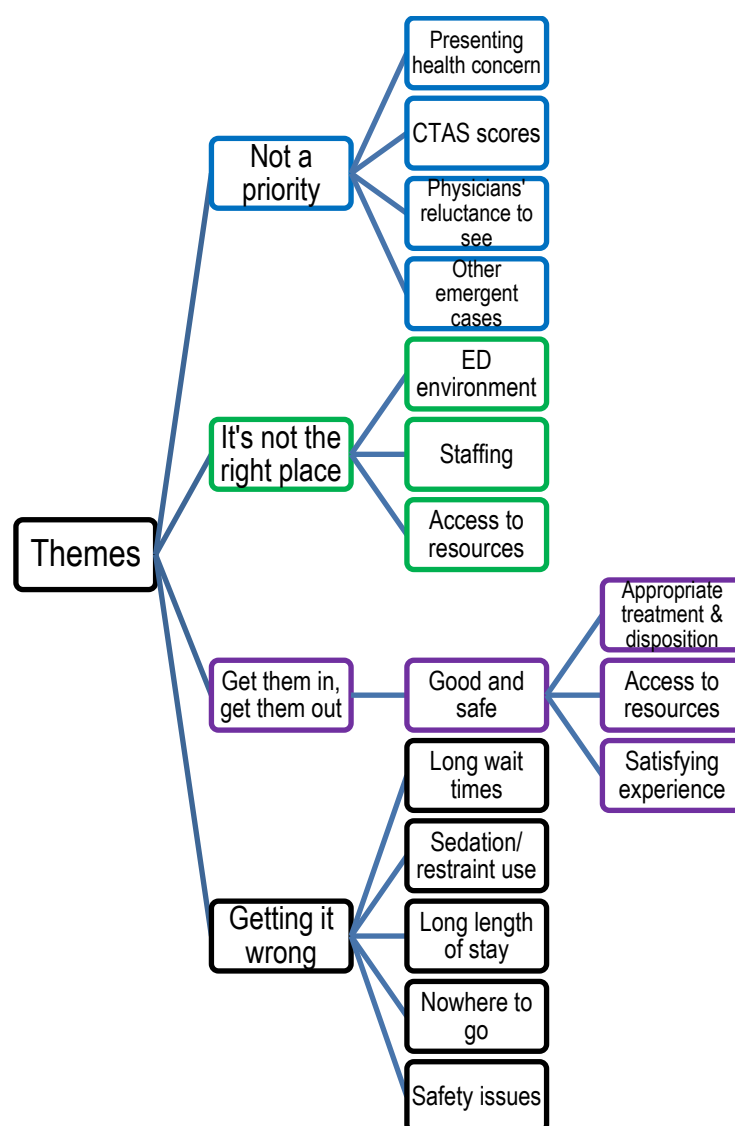 Themes
Not a
priority
Presenting
health concern
CTAS scores
Physicians'
reluctance to
see
Other
emergent
cases
It's not the
right place
ED
environment
Staffing
Access to
resources
Get them in,
get them out
Good and
safe
Appropriate
treatment &
disposition
Access to
resources
Satisfying
experience
Getting it
wrong
Long wait
times
Sedation/
restraint use
Long length
of stay
Nowhere to
go
Safety issues